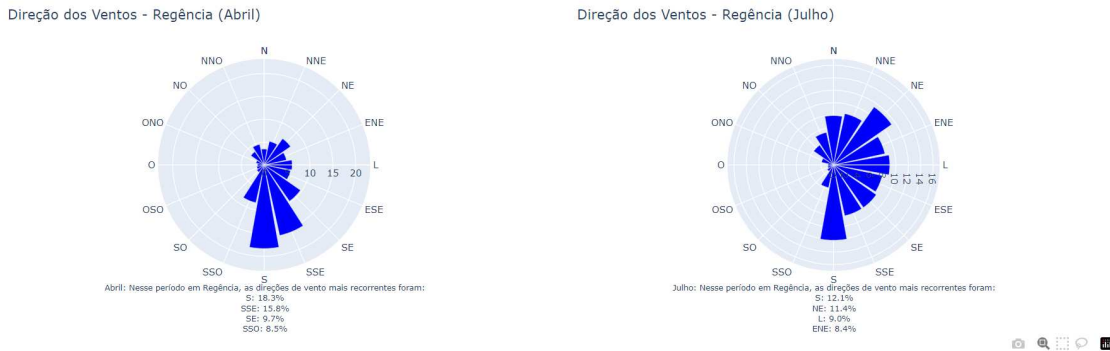 Direção dos Ventos - Regência (Abril)
N
NNE
NE
ENE
L
ESE
SE
SSE
S
SSO
SO
OSO
O
ONO
NO
NNO
10 15 20
Abril: Nesse período em Regência, as direções de vento mais recorrentes foram:
S: 18.3%
SSE: 15.8%
SE: 9.7%
SSO: 8.5%
Direção dos Ventos - Regência (Julho)
N
NNE
NE
ENE
L
ESE
SE
SSE
S
SSO
SO
OSO
O
ONO
NO
NNO
10 12 14 16
Julho: Nesse período em Regência, as direções de vento mais recorrentes foram:
S: 12.1%
NE: 11.4%
L: 9.0%
ENE: 8.4%